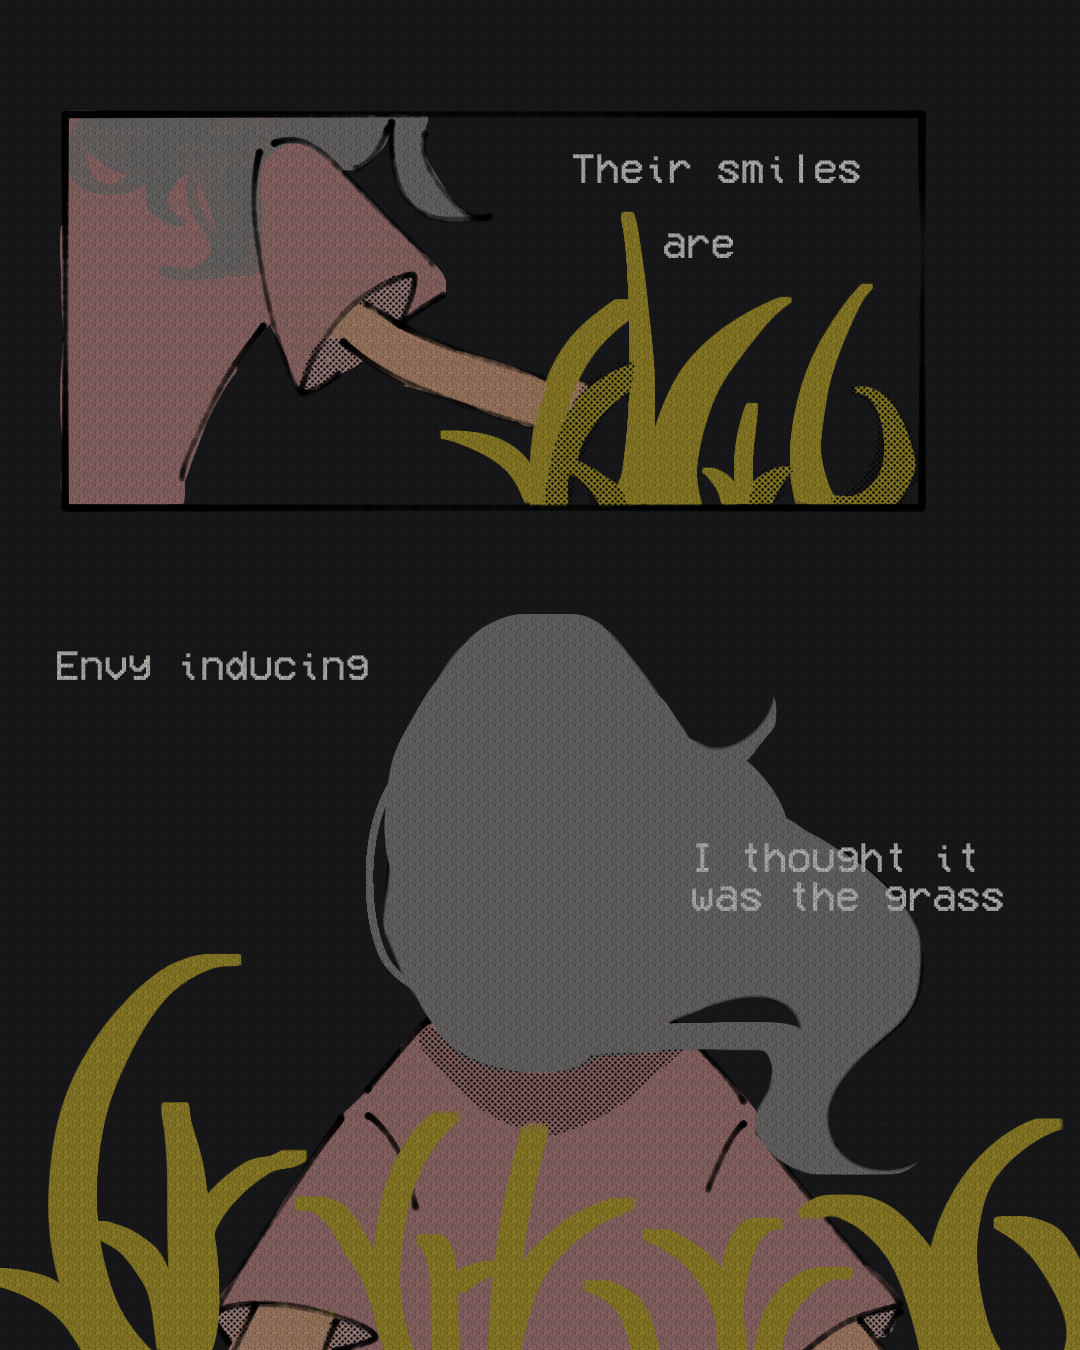 Their smiles
are
Envy inducing
I thought it
was the grass